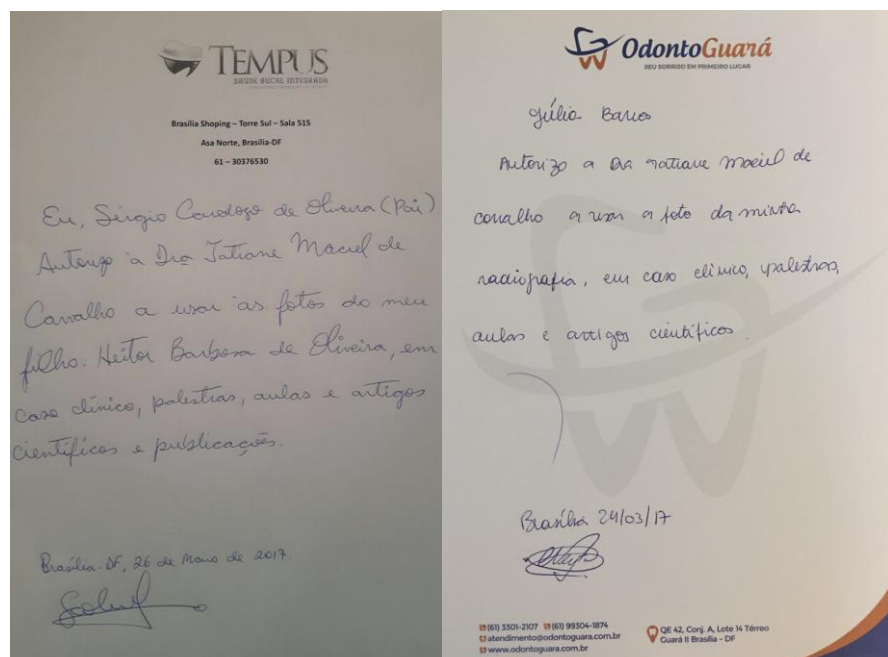 TEMPUS
SAÚDE BUCAL INTEGRADA
Brasília Shoping – Torre Sul – Sala 515
Asa Norte, Brasília-DF
61 – 30376530
Eu, Sérgio Cardoso de Oliveira (Pai)
Autorizo à Dra Tatiane Maciel de
Carvalho a usar as fotos do meu
filho: Heitor Barbosa de Oliveira, em
caso clínico, palestras, aulas e artigos
científicos e publicações.
Brasília-DF, 26 de Maio de 2017.
OdontoGuará
SEU SORRISO EM PRIMEIRO LUGAR
Júlia Barros
Autorizo a Dra Tatiane Maciel de
carvalho a usar a foto da minha
radiografia, em caso clínico, palestras,
aulas e artigos científicos.
Brasília 24/03/17
(61) 3301-2107 (61) 99304-1874
atendimento@odontoguara.com.br
www.odontoguara.com.br
QE 42, Conj. A, Lote 14 Térreo
Guará II Brasília - DF